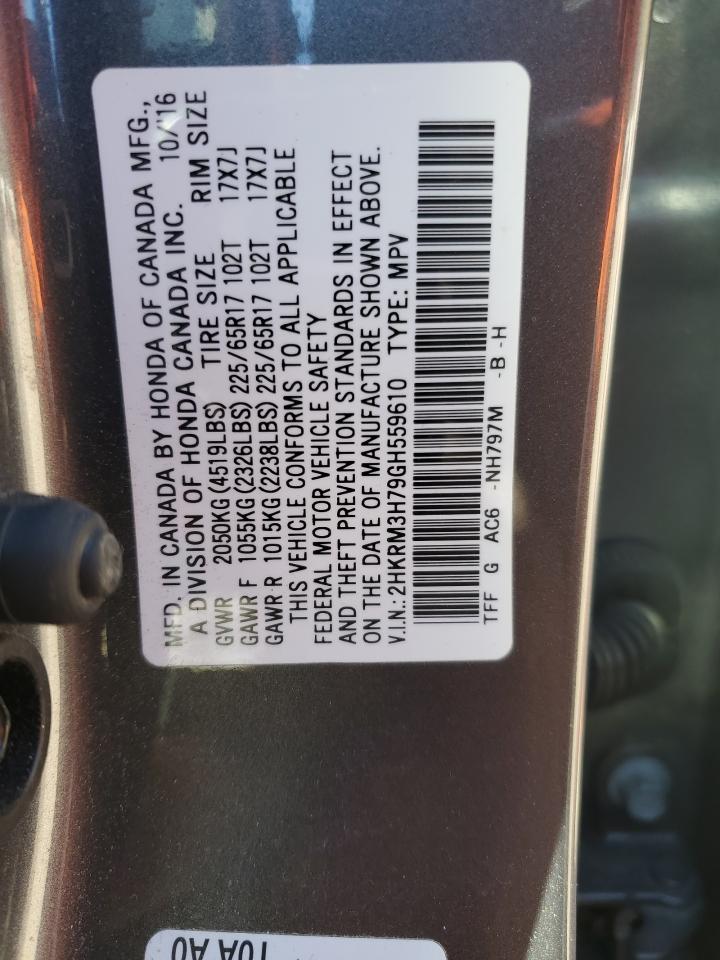 MFD. IN CANADA BY HONDA OF CANADA MFG.,
A DIVISION OF HONDA CANADA INC. 10/16
GVWR 2050KG (4519LBS) TIRE SIZE RIM SIZE
GAWR F 1055KG (2326LBS) 225/65R17 102T 17X7J
GAWR R 1015KG (2238LBS) 225/65R17 102T 17X7J
THIS VEHICLE CONFORMS TO ALL APPLICABLE
FEDERAL MOTOR VEHICLE SAFETY
AND THEFT PREVENTION STANDARDS IN EFFECT
ON THE DATE OF MANUFACTURE SHOWN ABOVE.
V.I.N.: 2HKRM3H79GH559610 TYPE: MPV
TFF G AC6 -NH797M -B -H